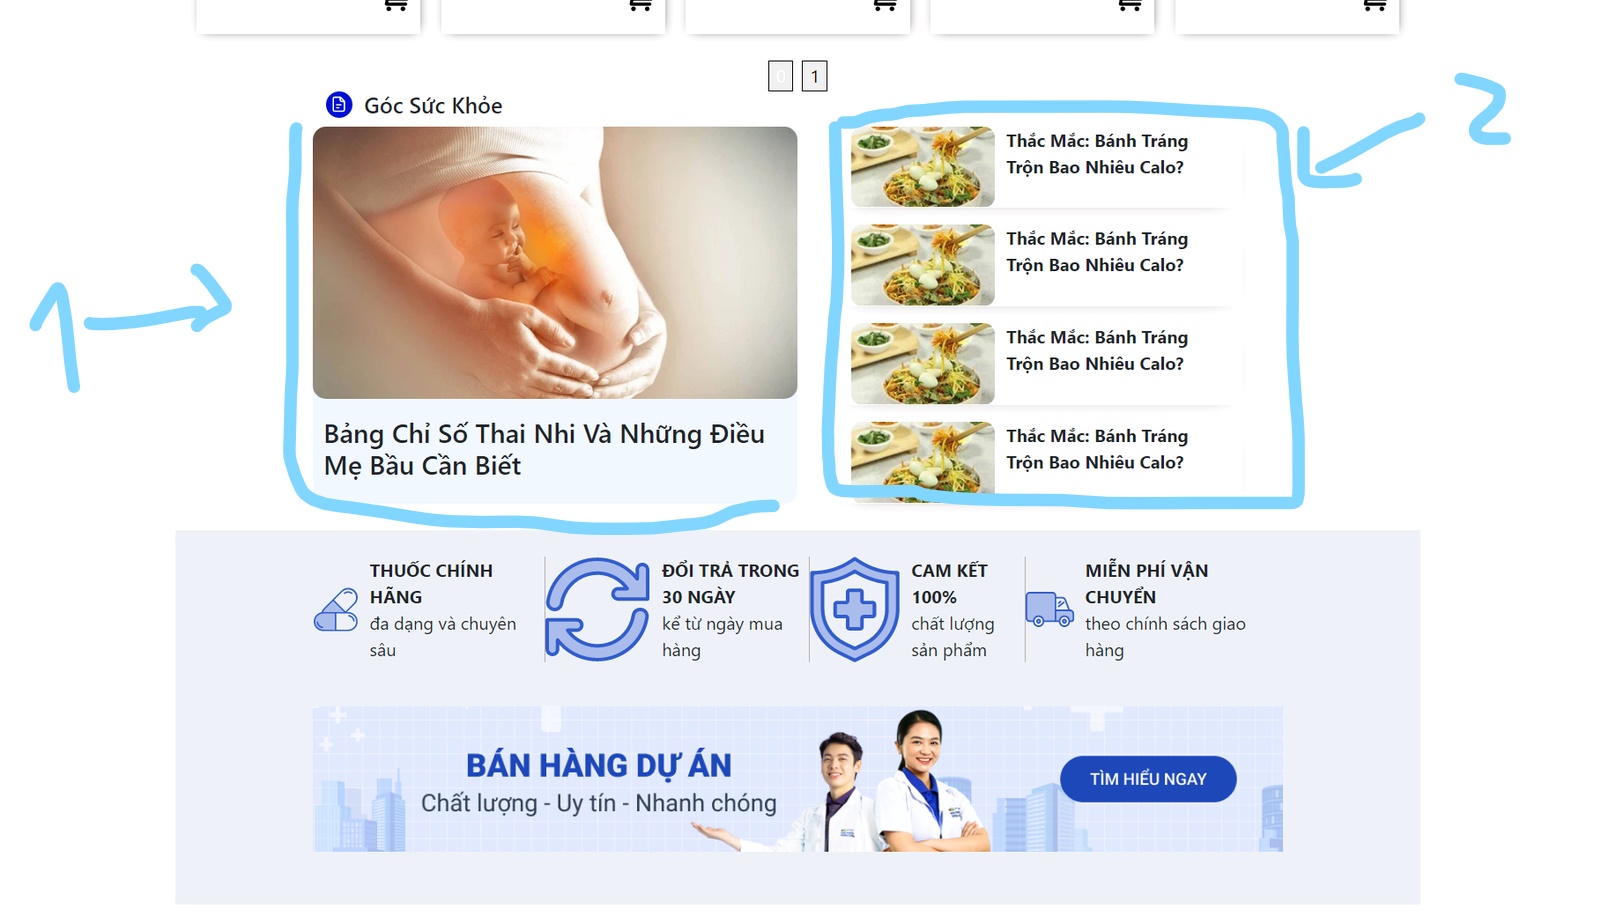 0 1
Góc Sức Khỏe
1
2
Bảng Chỉ Số Thai Nhi Và Những Điều
Mẹ Bầu Cần Biết
Thắc Mắc: Bánh Tráng
Trộn Bao Nhiêu Calo?
Thắc Mắc: Bánh Tráng
Trộn Bao Nhiêu Calo?
Thắc Mắc: Bánh Tráng
Trộn Bao Nhiêu Calo?
Thắc Mắc: Bánh Tráng
Trộn Bao Nhiêu Calo?
THUỐC CHÍNH
HÃNG
đa dạng và chuyên
sâu
ĐỔI TRẢ TRONG
30 NGÀY
kể từ ngày mua
hàng
CAM KẾT
100%
chất lượng
sản phẩm
MIỄN PHÍ VẬN
CHUYỂN
theo chính sách giao
hàng
BÁN HÀNG DỰ ÁN
Chất lượng - Uy tín - Nhanh chóng
TÌM HIỂU NGAY